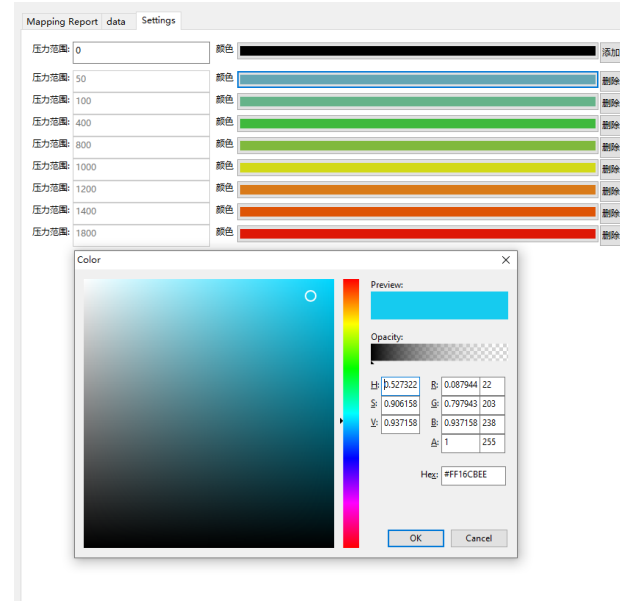 Mapping Report data Settings
压力范围: 0 颜色 添加
压力范围: 50 颜色 删除
压力范围: 100 颜色 删除
压力范围: 400 颜色 删除
压力范围: 800 颜色 删除
压力范围: 1000 颜色 删除
压力范围: 1200 颜色 删除
压力范围: 1400 颜色 删除
压力范围: 1800 颜色 删除
Color
Preview:
Opacity:
H: 0.527322 R: 0.087944 22
S: 0.906158 G: 0.797943 203
V: 0.937158 B: 0.937158 238
A: 1 255
Hex: #FF16CBEE
OK Cancel